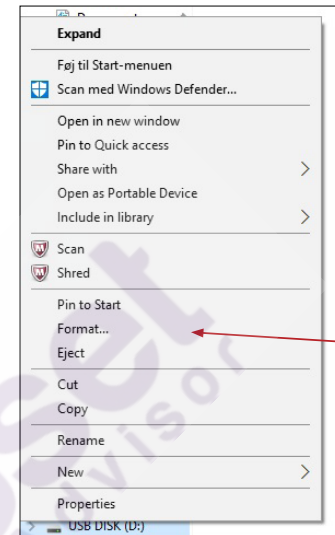 Expand
Føj til Start-menuen
Scan med Windows Defender...
Open in new window
Pin to Quick access
Share with
Open as Portable Device
Include in library
Scan
Shred
Pin to Start
Format...
Eject
Cut
Copy
Rename
New
Properties
USB DISK (D:)
set
advisor